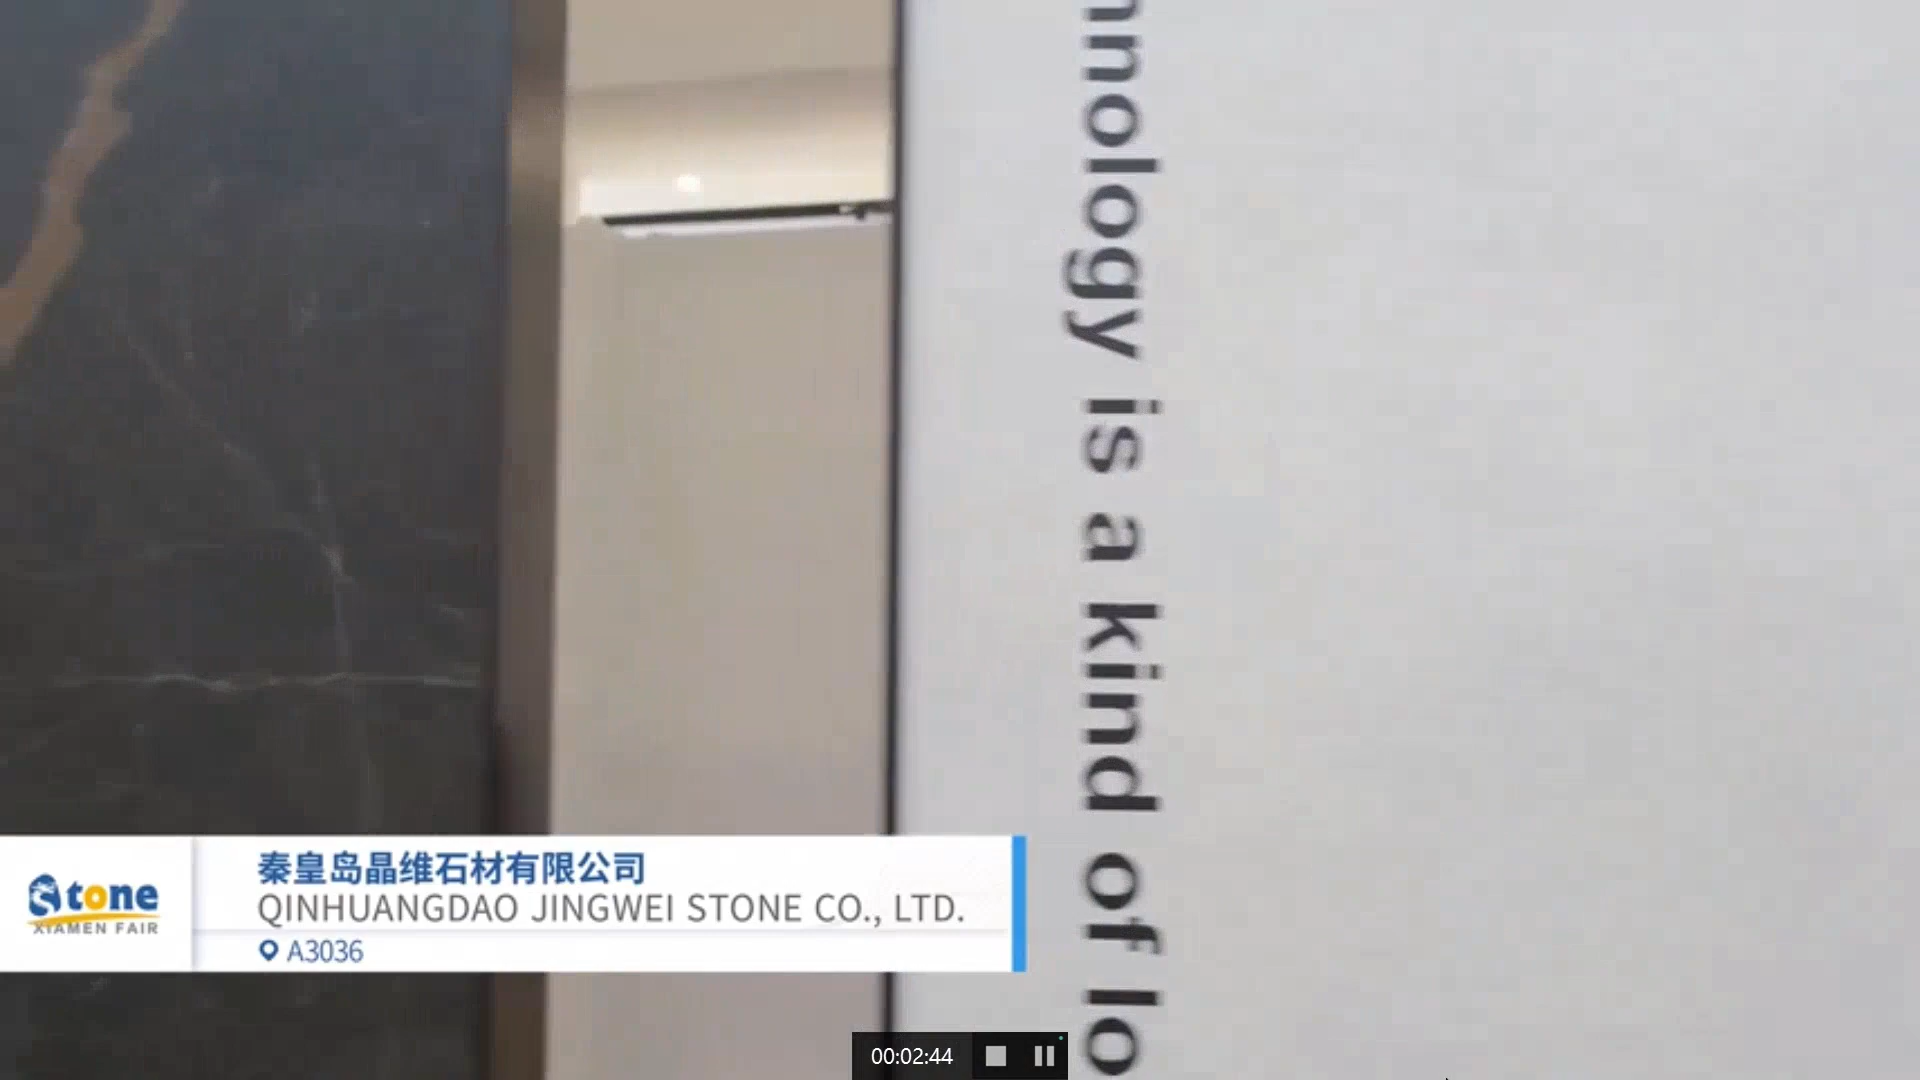 nnology is a kind of lo
Stone
XIAMEN FAIR
秦皇岛晶维石材有限公司
QINHUANGDAO JINGWEI STONE CO., LTD.
A3036
00:02:44